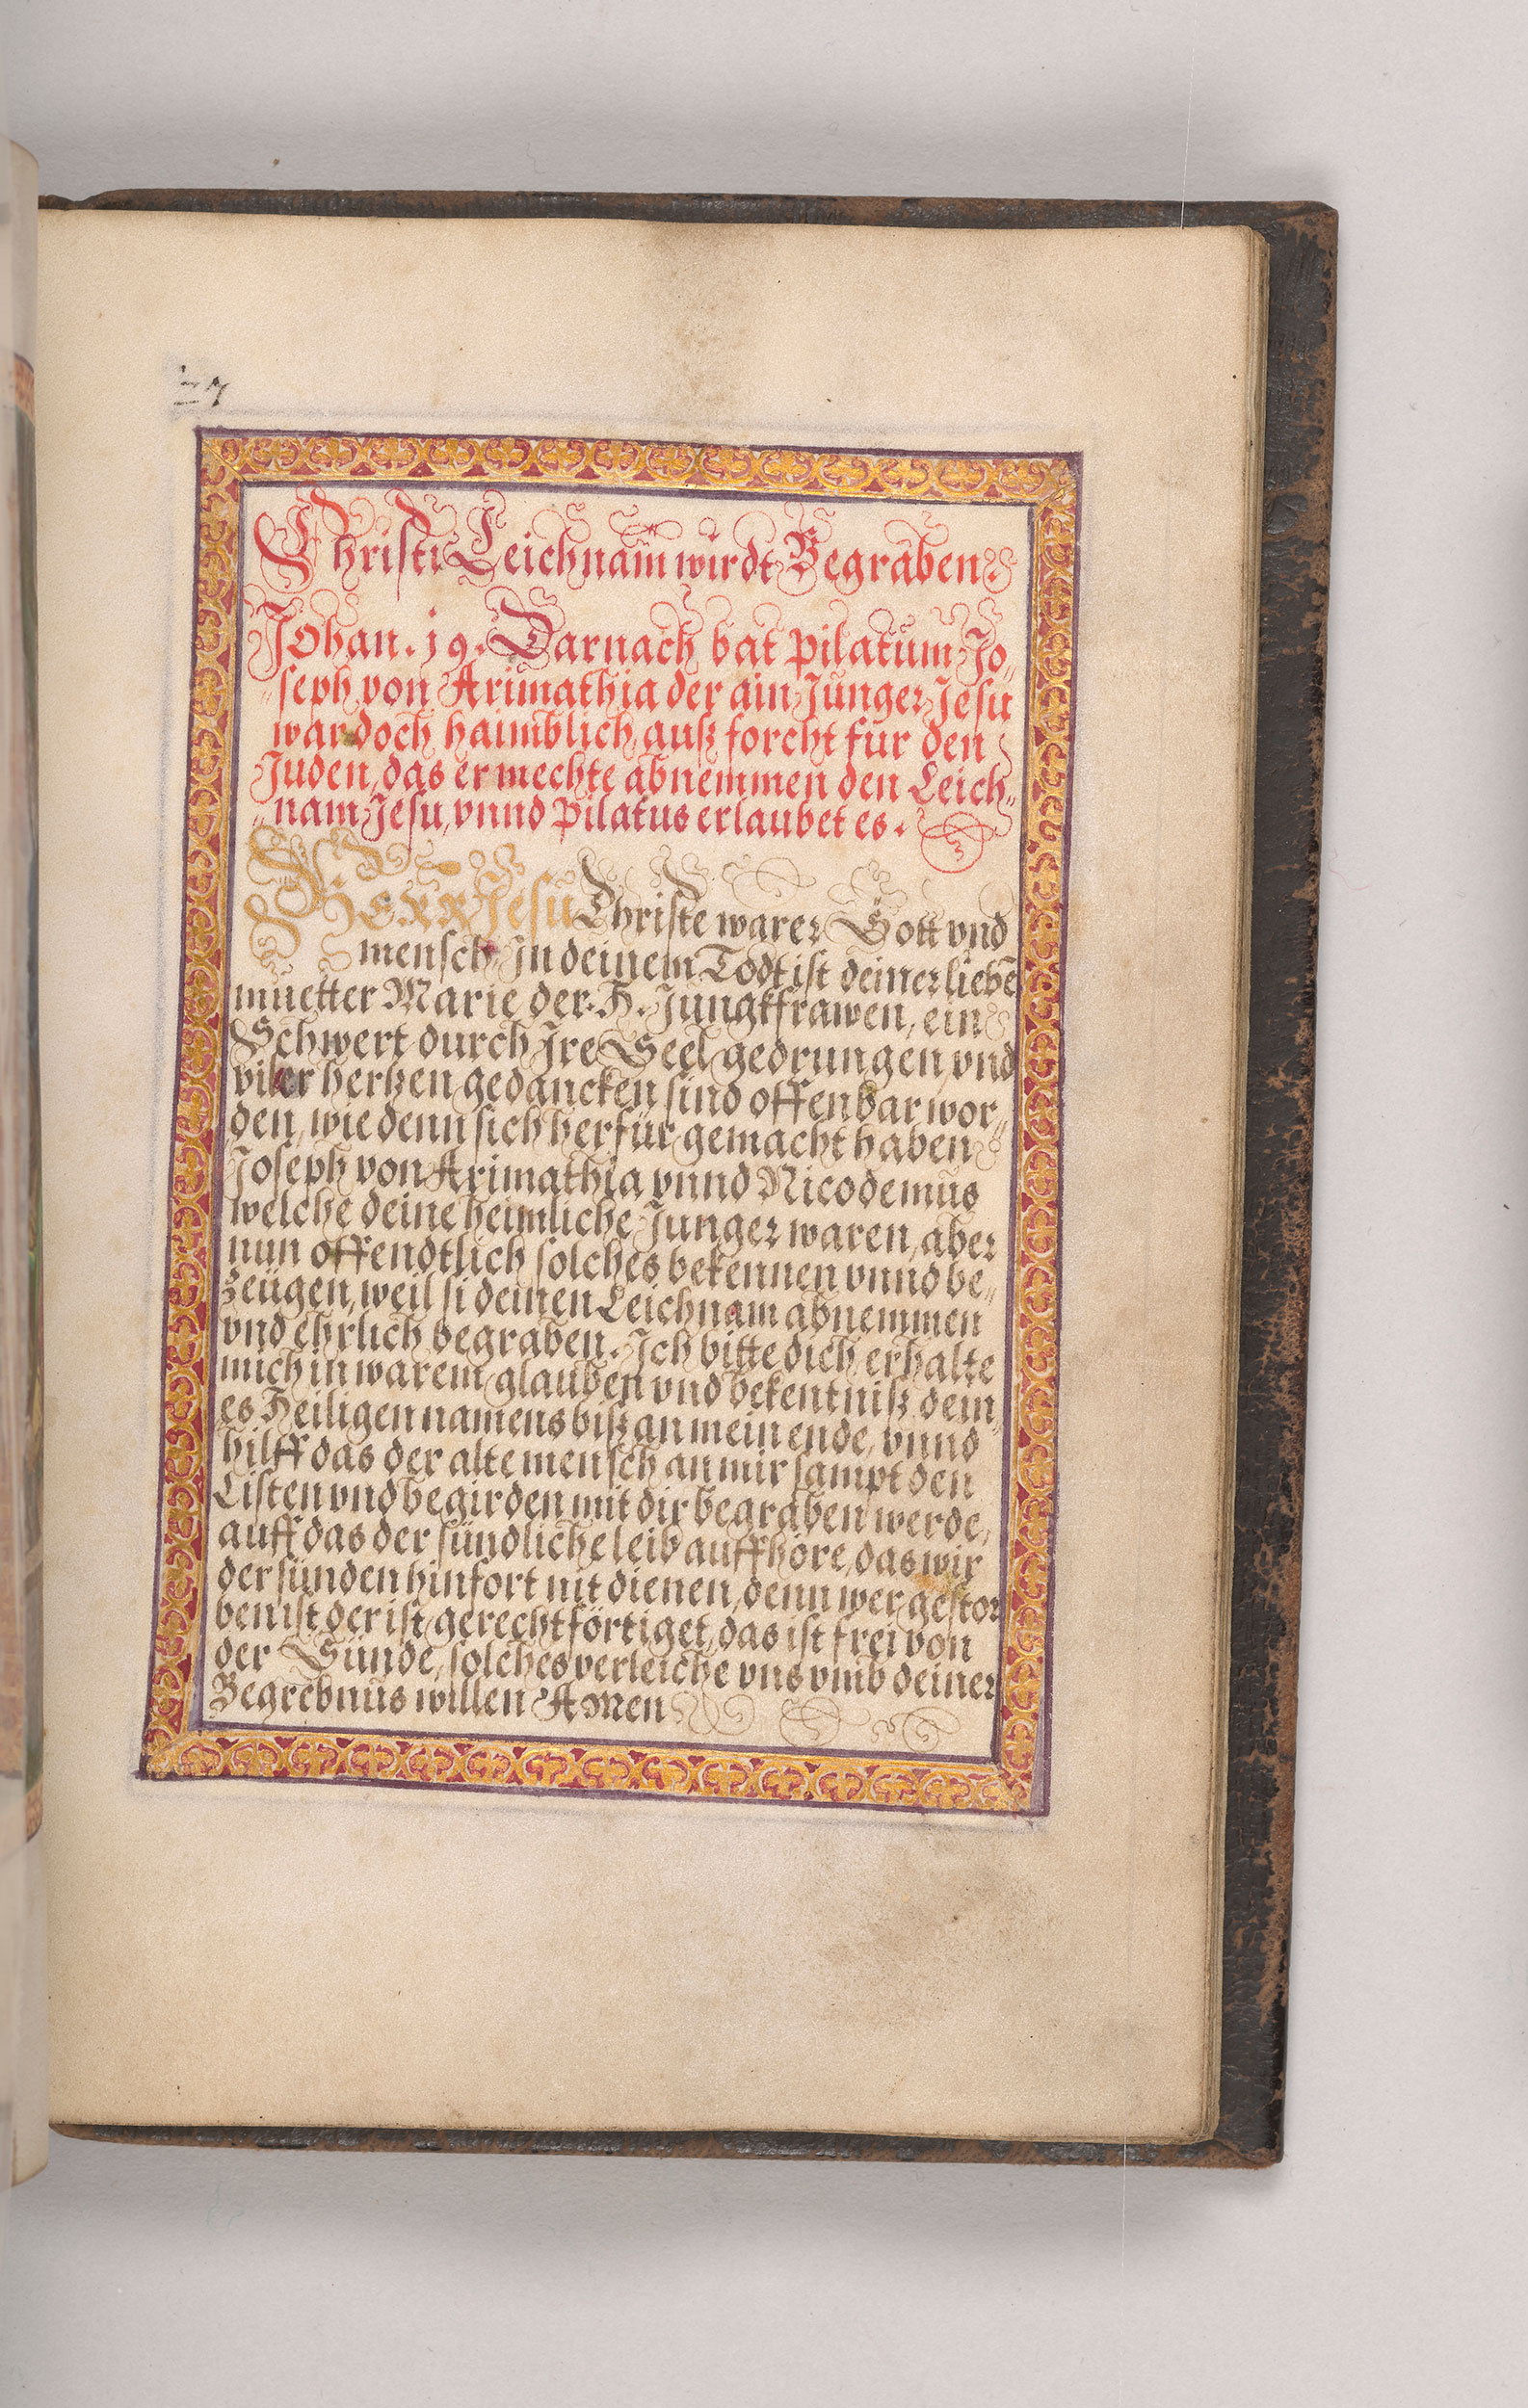 Christi Leichnam wirdt Begraben
Johan. 19. Darnach bat Pilatum Jo-
seph von Arimathia der ain Junger Jesu
war doch haimblich, auß forcht für den
Juden, das er mechte abnemmen den Leich-
nam Jesu, vnnd Pilatus erlaubet es.
HERR Jesu Christe warer Gott vnd
mensch, In deinem Todt ist deiner liebē
muetter Marie der H. Jungkfrawen, ein
Schwert durch Ire Seel gedrungen, vnd
viler hertzen gedancken sind offenbar wor-
den, wie denn sich herfür gemacht haben
Joseph von Arimathia vnnd Nicodemus
welche deine heimliche Junger waren, aber
nun offendtlich solches bekennen vnnd be-
zeügen, weil si deinen Leichnam abnemmen
vnd ehrlich begraben. Ich bitte dich, erhalte
mich in warem glauben vnd bekentniß dein-
es Heiligen namens biß an mein ende, vnnd
hilff das der alte mensch an mir sampt den
Listen vnd begirden mit dir begraben werde,
auff das der sündliche leib auffhöre, das wir
der sünden hinfort nit dienen, denn wer gestor
ben ist, der ist gerechtförtiget, das ist frei von
der Sünde, solches verleiche vns vmb deiner
Begrebnus willen Amen